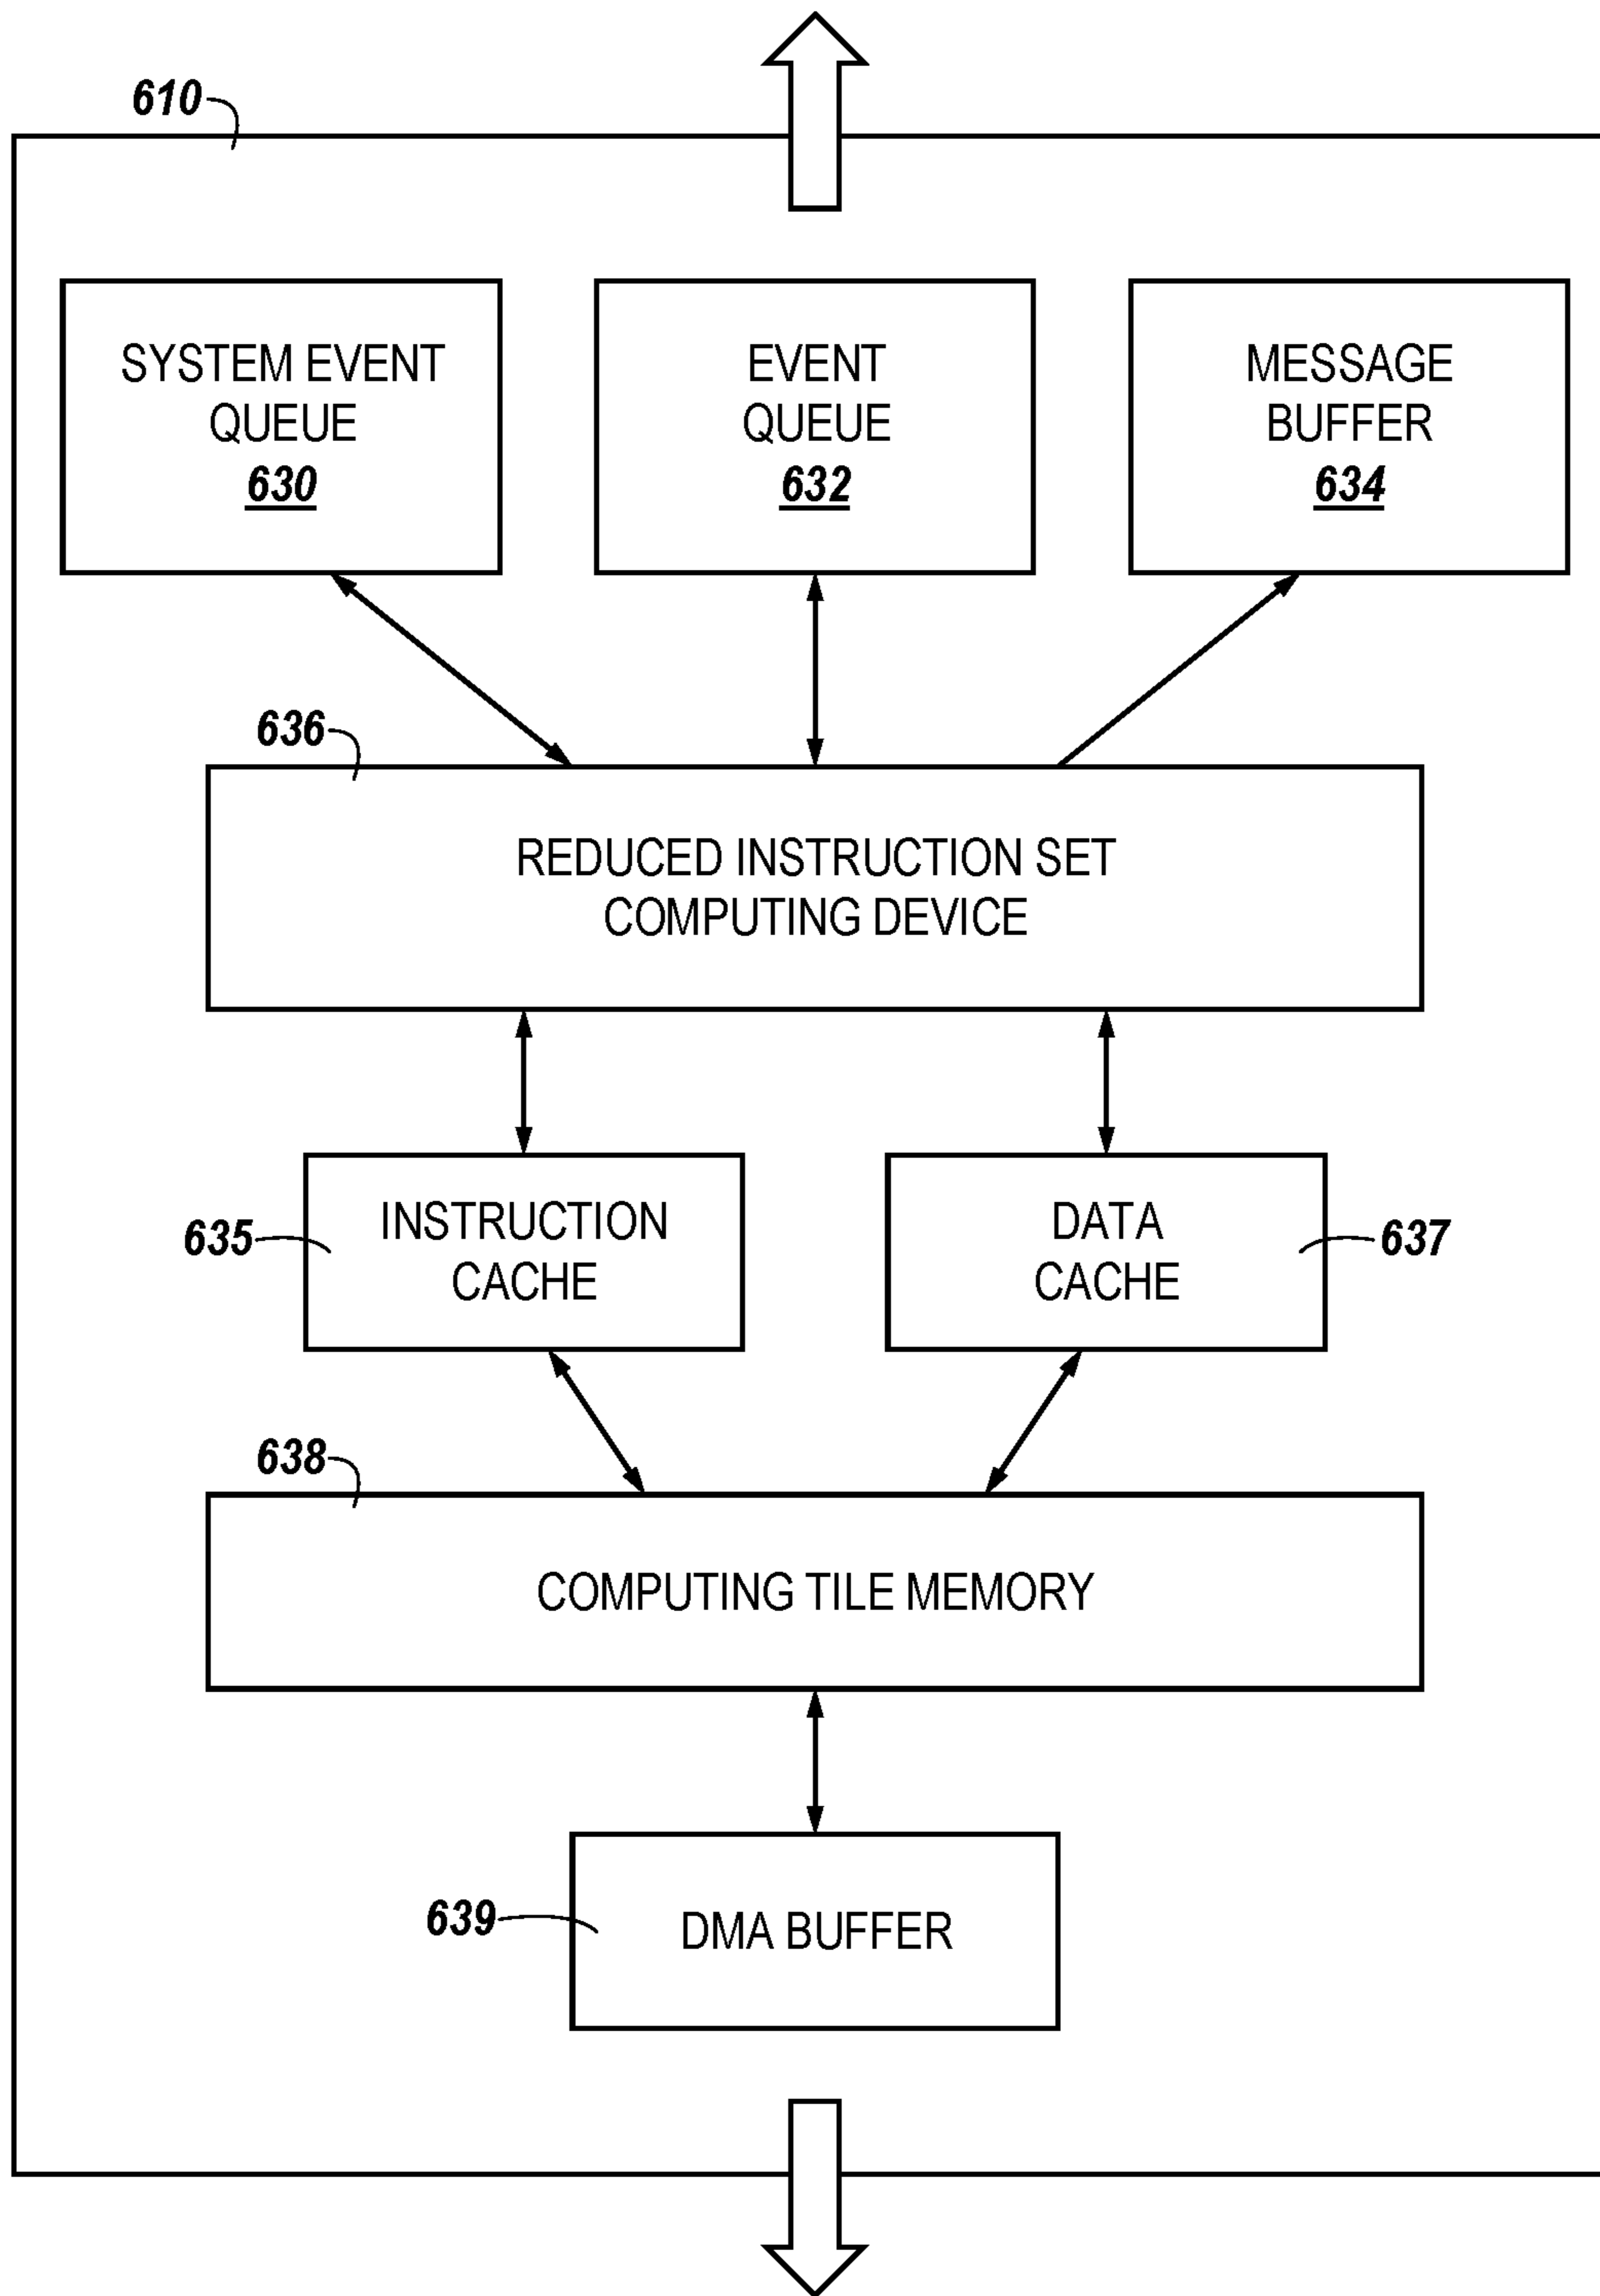 610
SYSTEM EVENT
QUEUE
630
EVENT
QUEUE
632
MESSAGE
BUFFER
634
636
REDUCED INSTRUCTION SET
COMPUTING DEVICE
635
INSTRUCTION
CACHE
DATA
CACHE
637
638
COMPUTING TILE MEMORY
639
DMA BUFFER